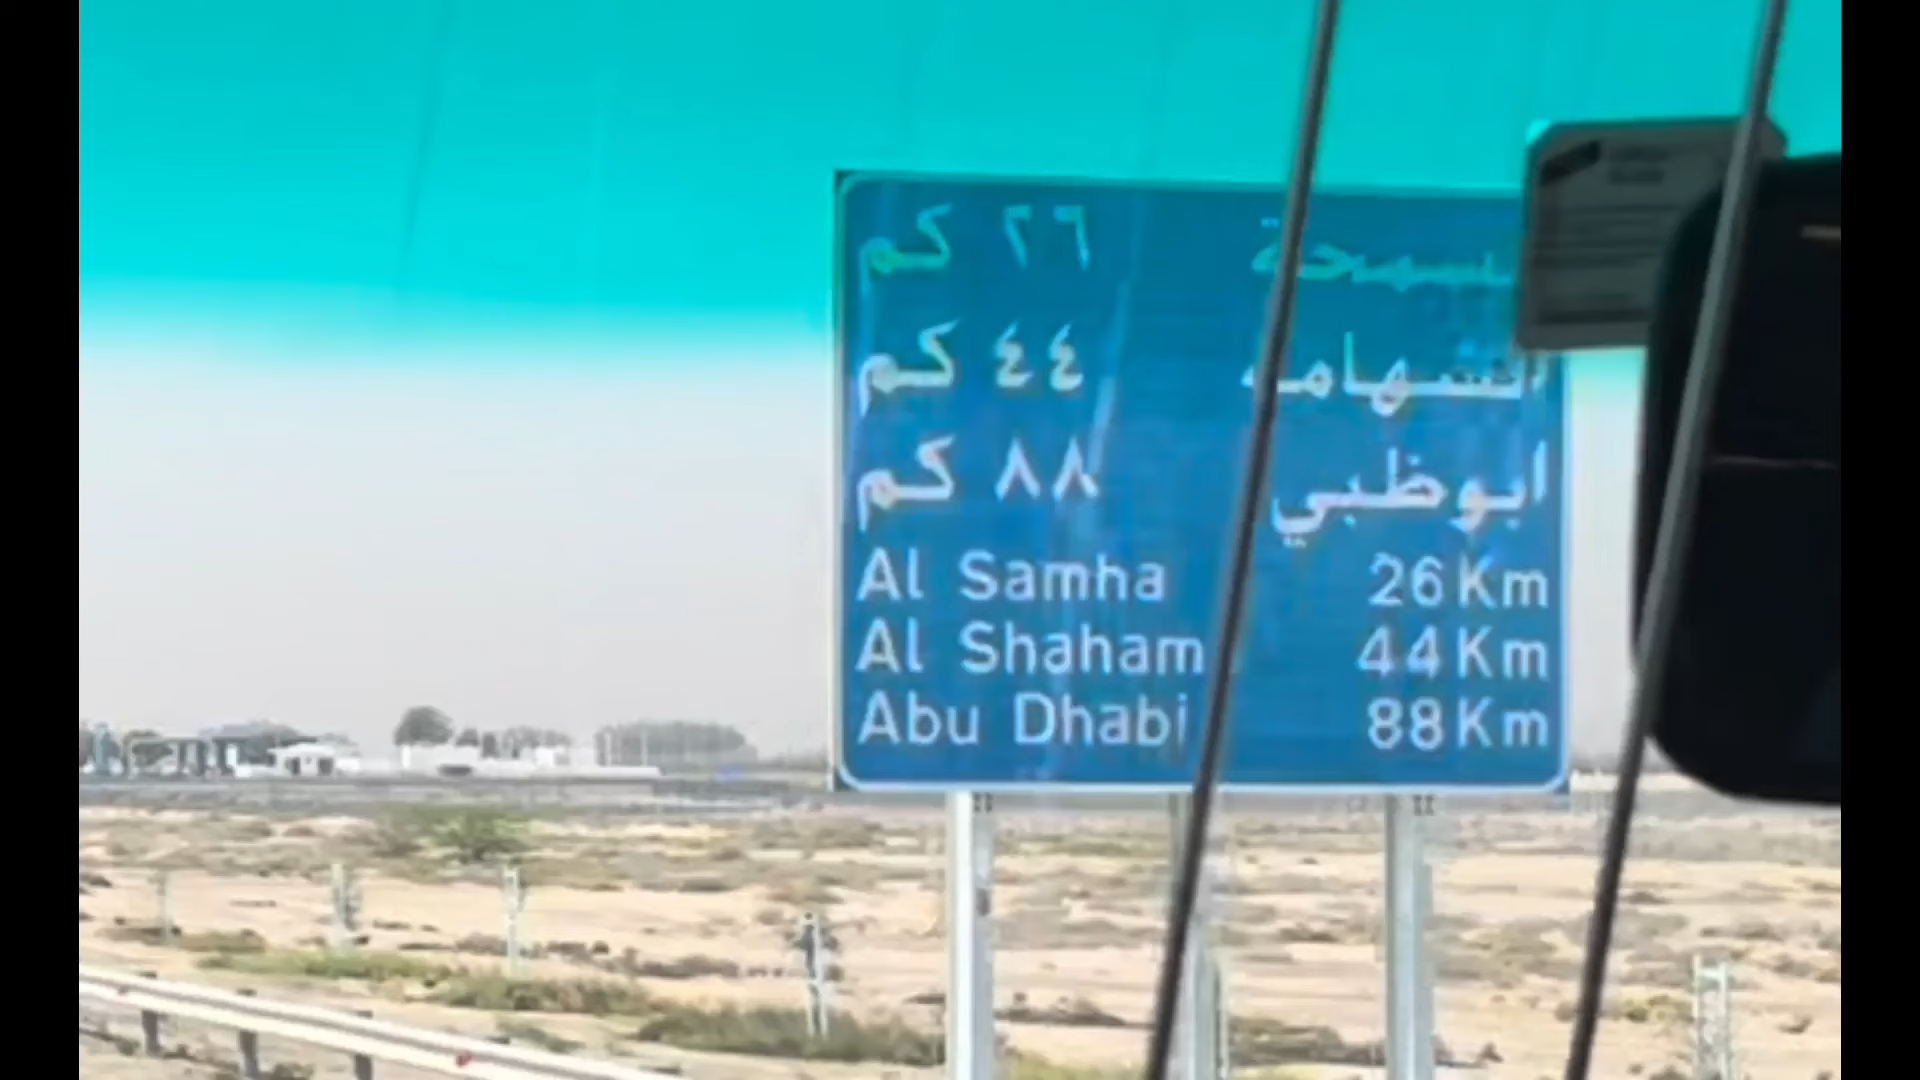 السمحة ٢٦ كم
الشهامة ٤٤ كم
ابوظبي ٨٨ كم
Al Samha 26 Km
Al Shaham 44 Km
Abu Dhabi 88 Km